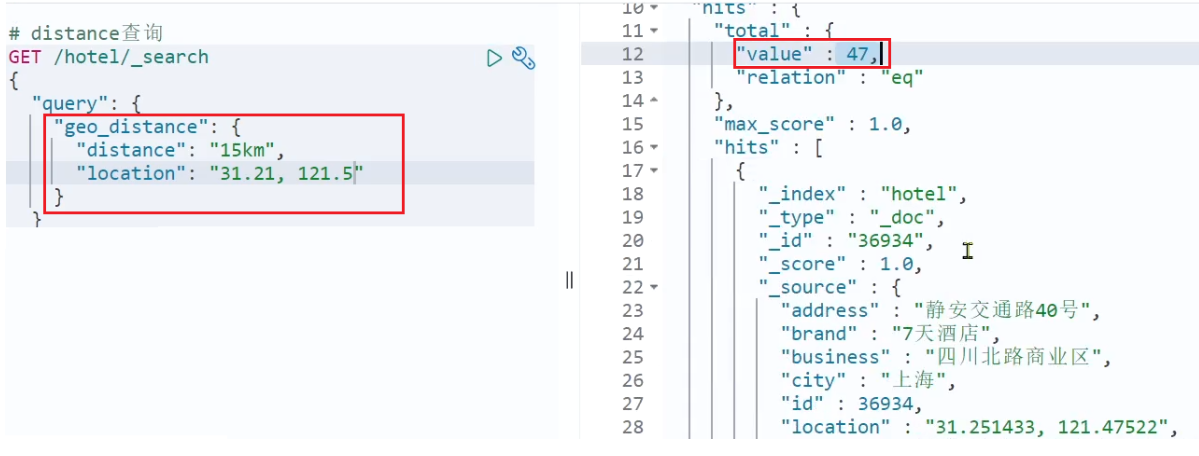 # distance查询
GET /hotel/_search
{
  "query": {
    "geo_distance": {
      "distance": "15km",
      "location": "31.21, 121.5"
    }
  }
10 "hits" : {
11 "total" : {
12 "value" : 47,
13 "relation" : "eq"
14 },
15 "max_score" : 1.0,
16 "hits" : [
17 {
18 "_index" : "hotel",
19 "_type" : "_doc",
20 "_id" : "36934",
21 "_score" : 1.0,
22 "_source" : {
23 "address" : "静安交通路40号",
24 "brand" : "7天酒店",
25 "business" : "四川北路商业区",
26 "city" : "上海",
27 "id" : 36934,
28 "location" : "31.251433, 121.47522",